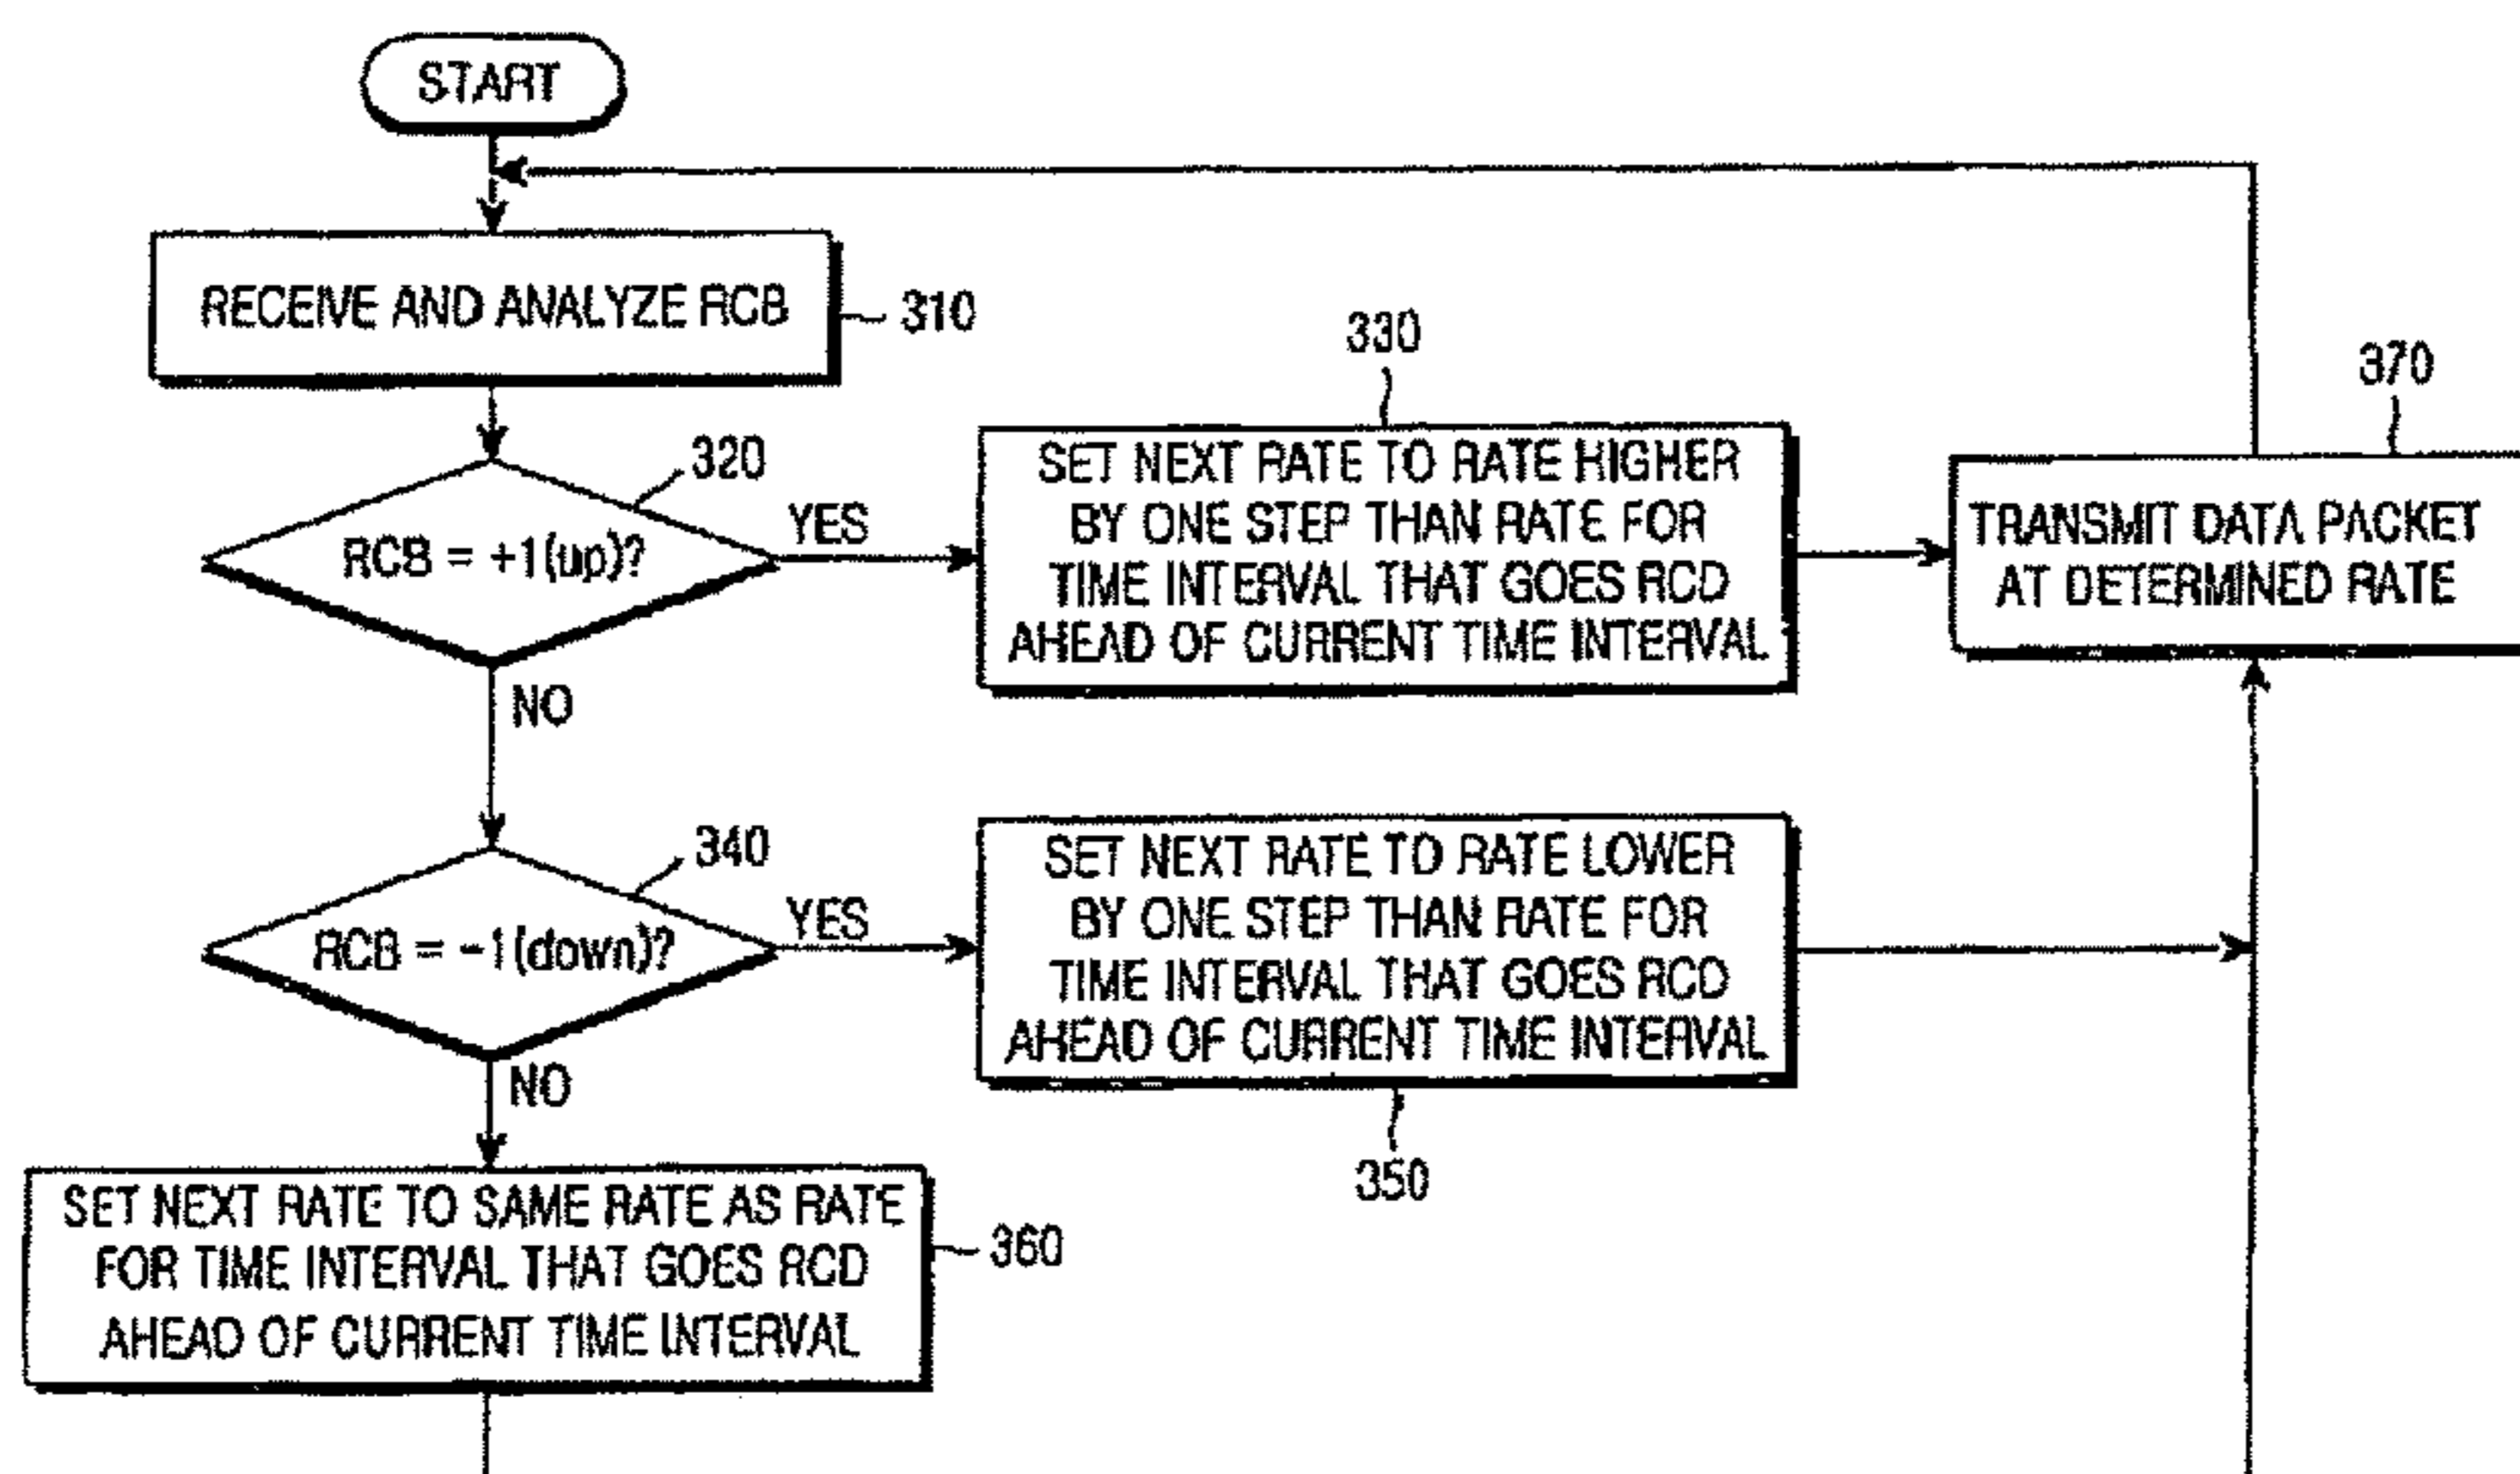 START
RECEIVE AND ANALYZE RCB
310
320
RCB = +1(up)?
YES
NO
330
SET NEXT RATE TO RATE HIGHER
BY ONE STEP THAN RATE FOR
TIME INTERVAL THAT GOES RCD
AHEAD OF CURRENT TIME INTERVAL
370
TRANSMIT DATA PACKET
AT DETERMINED RATE
340
RCB = -1(down)?
YES
NO
SET NEXT RATE TO RATE LOWER
BY ONE STEP THAN RATE FOR
TIME INTERVAL THAT GOES RCD
AHEAD OF CURRENT TIME INTERVAL
350
SET NEXT RATE TO SAME RATE AS RATE
FOR TIME INTERVAL THAT GOES RCD
AHEAD OF CURRENT TIME INTERVAL
360